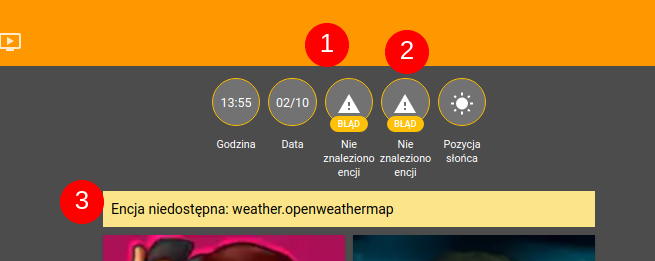 1
2
13:55
02/10
BŁĄD
BŁĄD
Godzina
Data
Nie
znaleziono
encji
Nie
znaleziono
encji
Pozycja
słońca
3
Encja niedostępna: weather.openweathermap